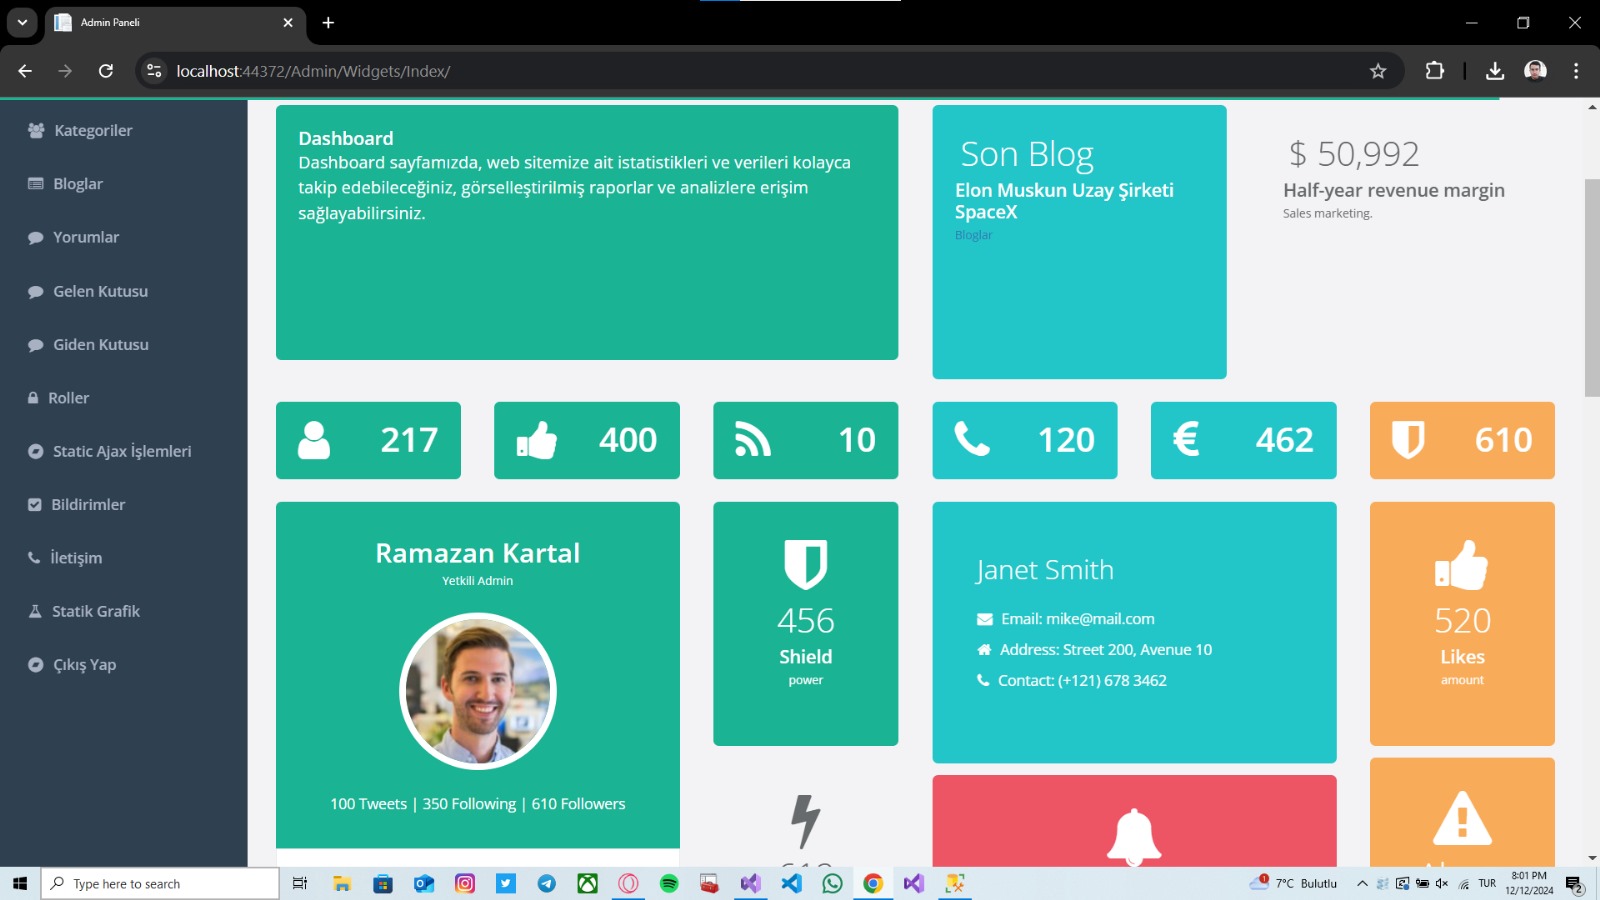 Admin Paneli
localhost:44372/Admin/Widgets/Index/
Kategoriler
Bloglar
Yorumlar
Gelen Kutusu
Giden Kutusu
Roller
Static Ajax İşlemleri
Bildirimler
İletişim
Statik Grafik
Çıkış Yap
Dashboard
Dashboard sayfamızda, web sitemize ait istatistikleri ve verileri kolayca
takip edebileceğiniz, görselleştirilmiş raporlar ve analizlere erişim
sağlayabilirsiniz.
Son Blog
Elon Muskun Uzay Şirketi
SpaceX
Bloglar
$ 50,992
Half-year revenue margin
Sales marketing.
217
400
10
120
462
610
Ramazan Kartal
Yetkili Admin
100 Tweets | 350 Following | 610 Followers
456
Shield
power
Janet Smith
Email: mike@mail.com
Address: Street 200, Avenue 10
Contact: (+121) 678 3462
520
Likes
amount
Type here to search
1
7°C Bulutlu
TUR
8:01 PM
12/12/2024
2